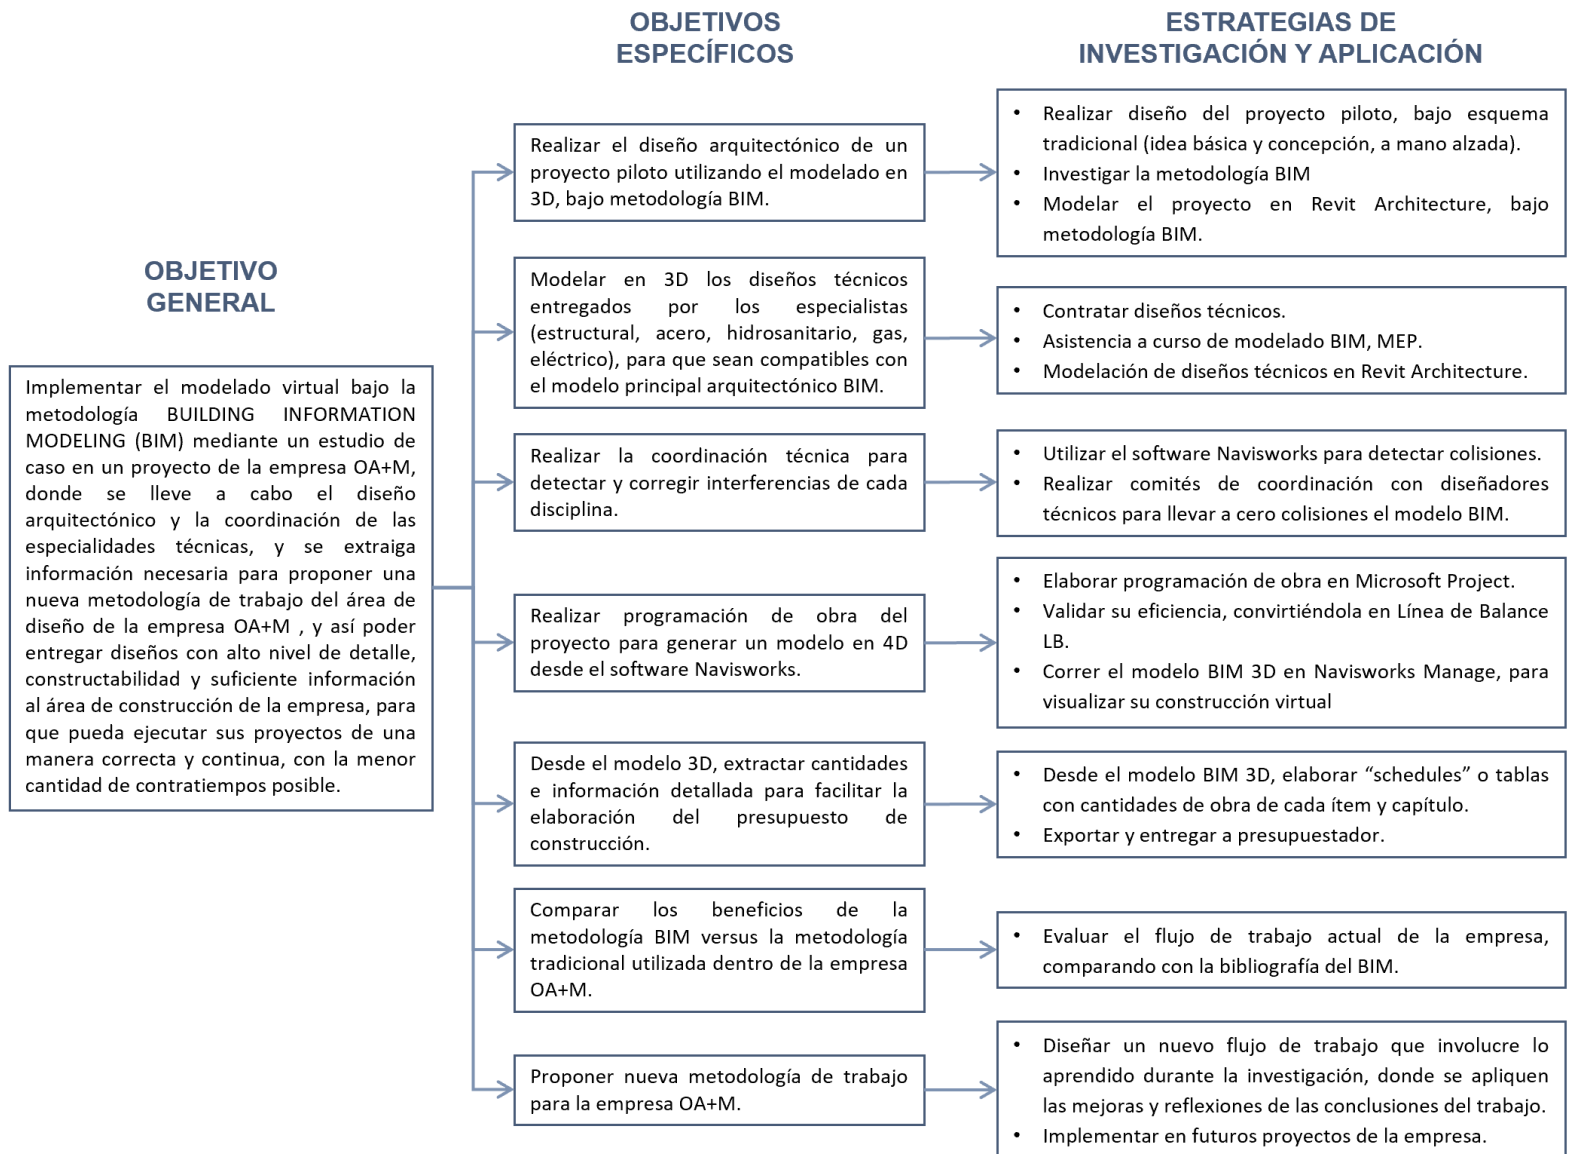 OBJETIVO
GENERAL
Implementar el modelado virtual bajo la
metodología BUILDING INFORMATION
MODELING (BIM) mediante un estudio de
caso en un proyecto de la empresa OA+M,
donde se lleve a cabo el diseño
arquitectónico y la coordinación de las
especialidades técnicas, y se extraiga
información necesaria para proponer una
nueva metodología de trabajo del área de
diseño de la empresa OA+M , y así poder
entregar diseños con alto nivel de detalle,
constructabilidad y suficiente información
al área de construcción de la empresa, para
que pueda ejecutar sus proyectos de una
manera correcta y continua, con la menor
cantidad de contratiempos posible.
OBJETIVOS
ESPECÍFICOS
Realizar el diseño arquitectónico de un
proyecto piloto utilizando el modelado en
3D, bajo metodología BIM.
Modelar en 3D los diseños técnicos
entregados por los especialistas
(estructural, acero, hidrosanitario, gas,
eléctrico), para que sean compatibles con
el modelo principal arquitectónico BIM.
Realizar la coordinación técnica para
detectar y corregir interferencias de cada
disciplina.
Realizar programación de obra del
proyecto para generar un modelo en 4D
desde el software Navisworks.
Desde el modelo 3D, extractar cantidades
e información detallada para facilitar la
elaboración del presupuesto de
construcción.
Comparar los beneficios de la
metodología BIM versus la metodología
tradicional utilizada dentro de la empresa
OA+M.
Proponer nueva metodología de trabajo
para la empresa OA+M.
ESTRATEGIAS DE
INVESTIGACIÓN Y APLICACIÓN
• Realizar diseño del proyecto piloto, bajo esquema
tradicional (idea básica y concepción, a mano alzada).
• Investigar la metodología BIM
• Modelar el proyecto en Revit Architecture, bajo
metodología BIM.
• Contratar diseños técnicos.
• Asistencia a curso de modelado BIM, MEP.
• Modelación de diseños técnicos en Revit Architecture.
• Utilizar el software Navisworks para detectar colisiones.
• Realizar comités de coordinación con diseñadores
técnicos para llevar a cero colisiones el modelo BIM.
• Elaborar programación de obra en Microsoft Project.
• Validar su eficiencia, convirtiéndola en Línea de Balance
LB.
• Correr el modelo BIM 3D en Navisworks Manage, para
visualizar su construcción virtual
• Desde el modelo BIM 3D, elaborar “schedules” o tablas
con cantidades de obra de cada ítem y capítulo.
• Exportar y entregar a presupuestador.
• Evaluar el flujo de trabajo actual de la empresa,
comparando con la bibliografía del BIM.
• Diseñar un nuevo flujo de trabajo que involucre lo
aprendido durante la investigación, donde se apliquen
las mejoras y reflexiones de las conclusiones del trabajo.
• Implementar en futuros proyectos de la empresa.